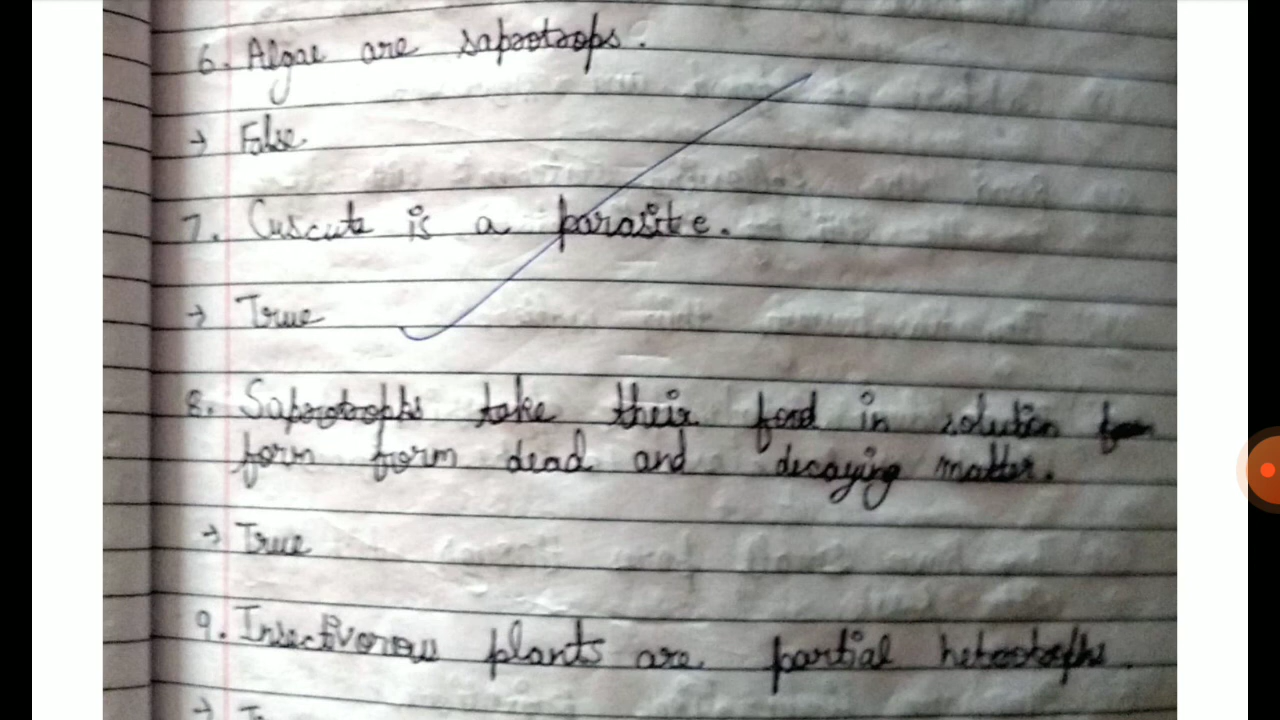 6. Algae are saprotrops.
→ False
7. Cuscuta is a parasite.
→ True
8. Saprotrophs take their food in solution
form form dead and decaying matter.
→ True
9. Insectivorous plants are partial heterotrophs.
→